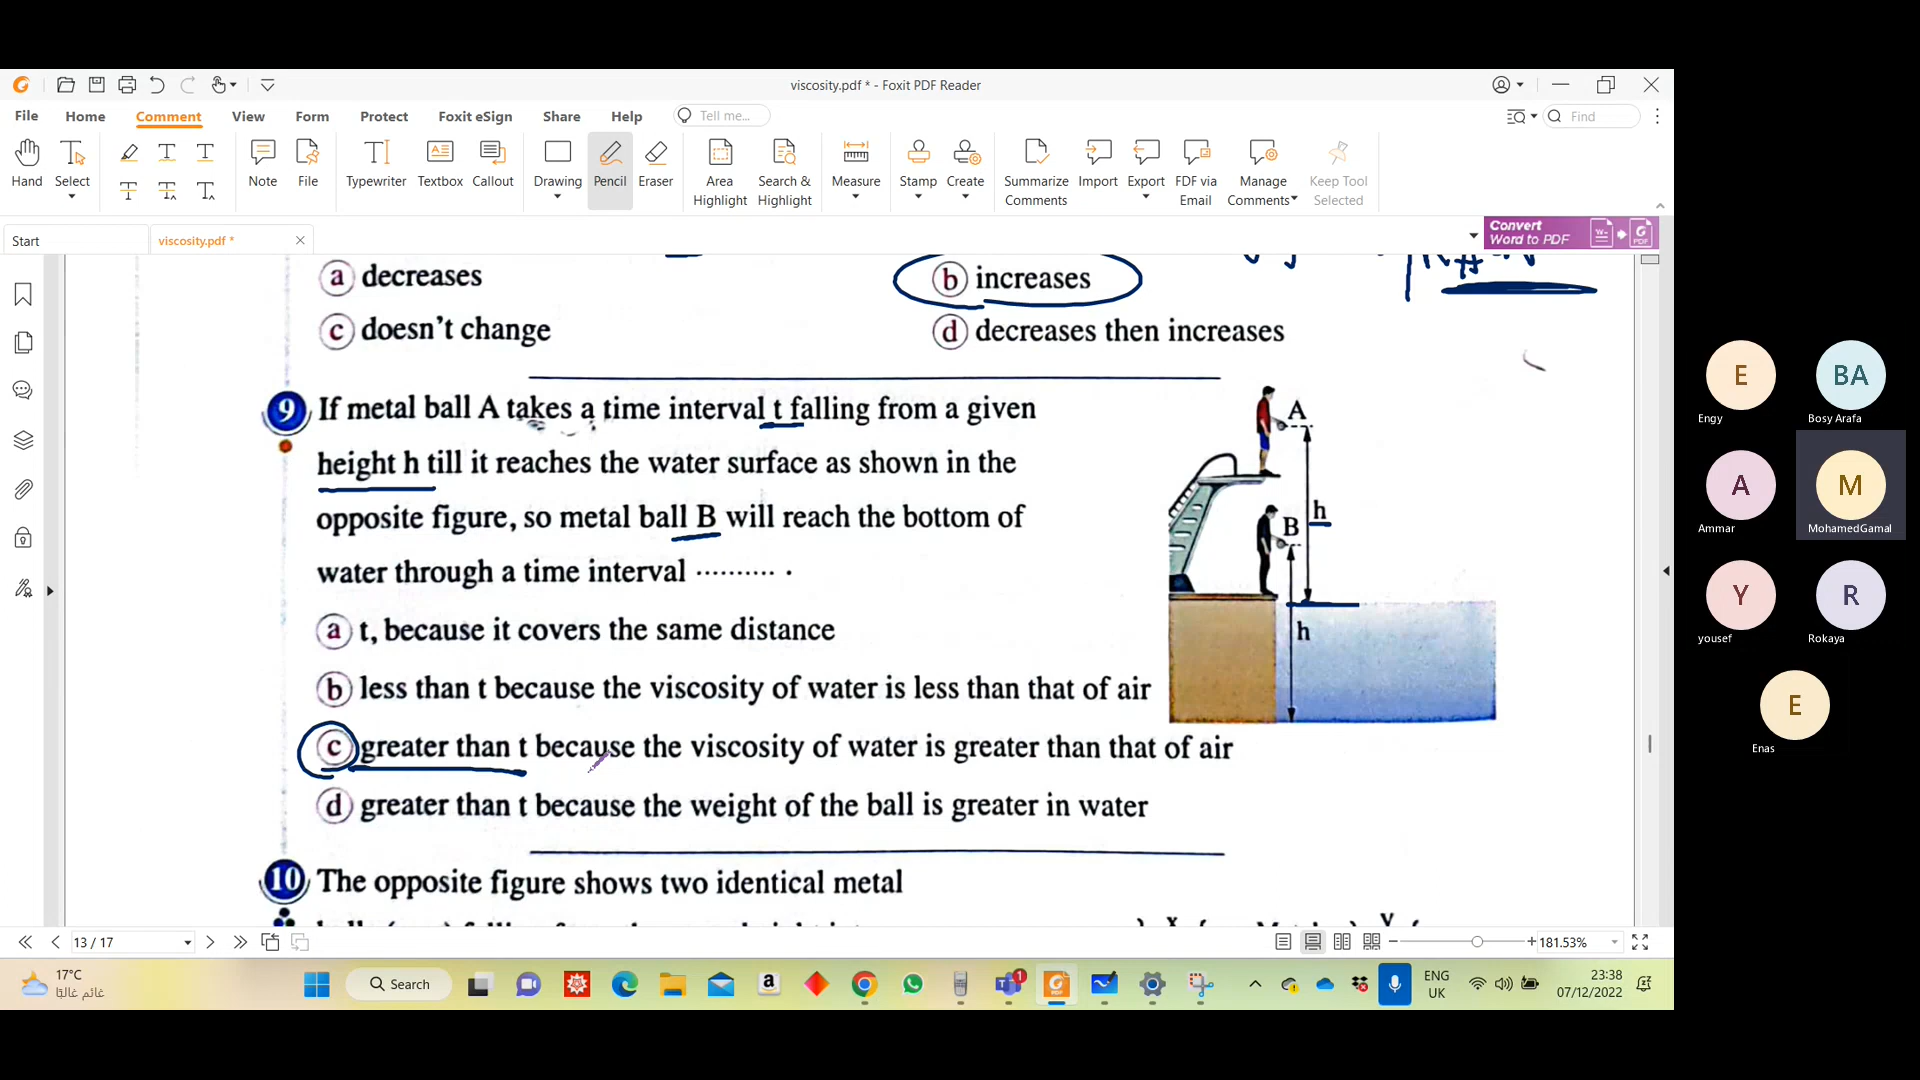 viscosity.pdf * - Foxit PDF Reader
File Home Comment View Form Protect Foxit eSign Share Help Tell me... Find
Hand Select Note File Typewriter Textbox Callout Drawing Pencil Eraser Area Highlight Search & Highlight Measure Stamp Create Summarize Comments Import Export FDF via Email Manage Comments Keep Tool Selected
Start viscosity.pdf *
Convert
Word to PDF
a decreases b increases
c doesn't change d decreases then increases
9 If metal ball A takes a time interval t falling from a given
height h till it reaches the water surface as shown in the
opposite figure, so metal ball B will reach the bottom of
water through a time interval .......... .
a t, because it covers the same distance
b less than t because the viscosity of water is less than that of air
c greater than t because the viscosity of water is greater than that of air
d greater than t because the weight of the ball is greater in water
A
h
B
h
10 The opposite figure shows two identical metal
E BA
Engy Bosy Arafa
A M
Ammar MohamedGamal
Y R
yousef Rokaya
E
Enas
13 / 17
181.53%
17°C
غائم غالبًا
Search
1
ENG
UK
23:38
07/12/2022